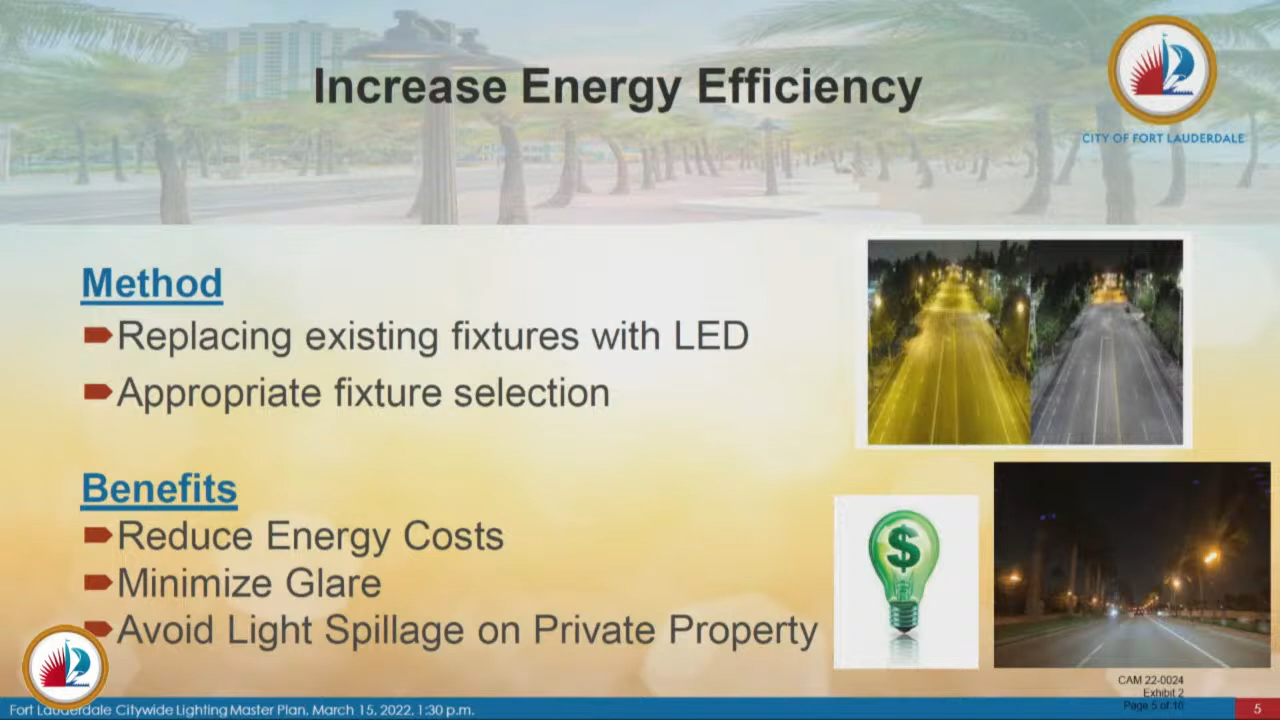 Increase Energy Efficiency
CITY OF FORT LAUDERDALE
Method
Replacing existing fixtures with LED
Appropriate fixture selection
Benefits
Reduce Energy Costs
Minimize Glare
Avoid Light Spillage on Private Property
$
CAM 22-0024
Exhibit 2
Page 5 of 10
Fort Lauderdale Citywide Lighting Master Plan, March 15, 2022, 1:30 p.m.
5